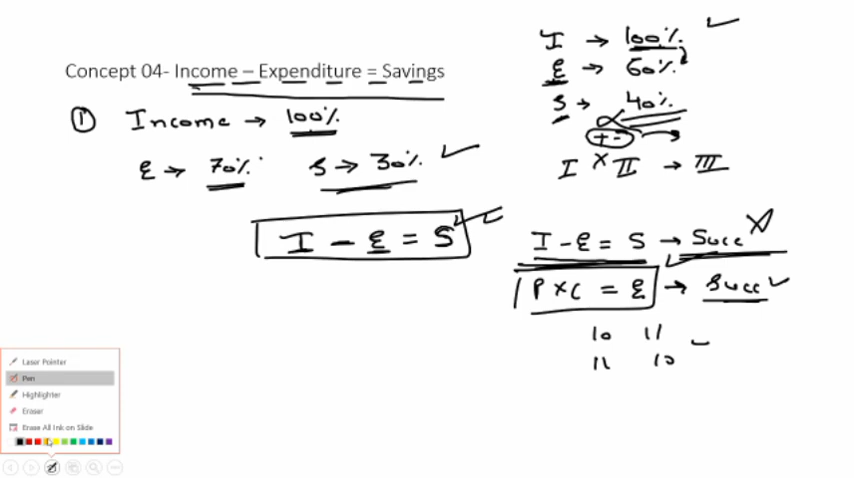 Concept 04- Income – Expenditure = Savings
① Income → 100%
E → 70% S → 30%
I - E = S
I → 100%
E → 60%
S → 40%
+ -
I × II → III
I - E = S → Succ
P × C = E → Succ
10 11
11 10
Laser Pointer
Pen
Highlighter
Eraser
Erase All Ink on Slide